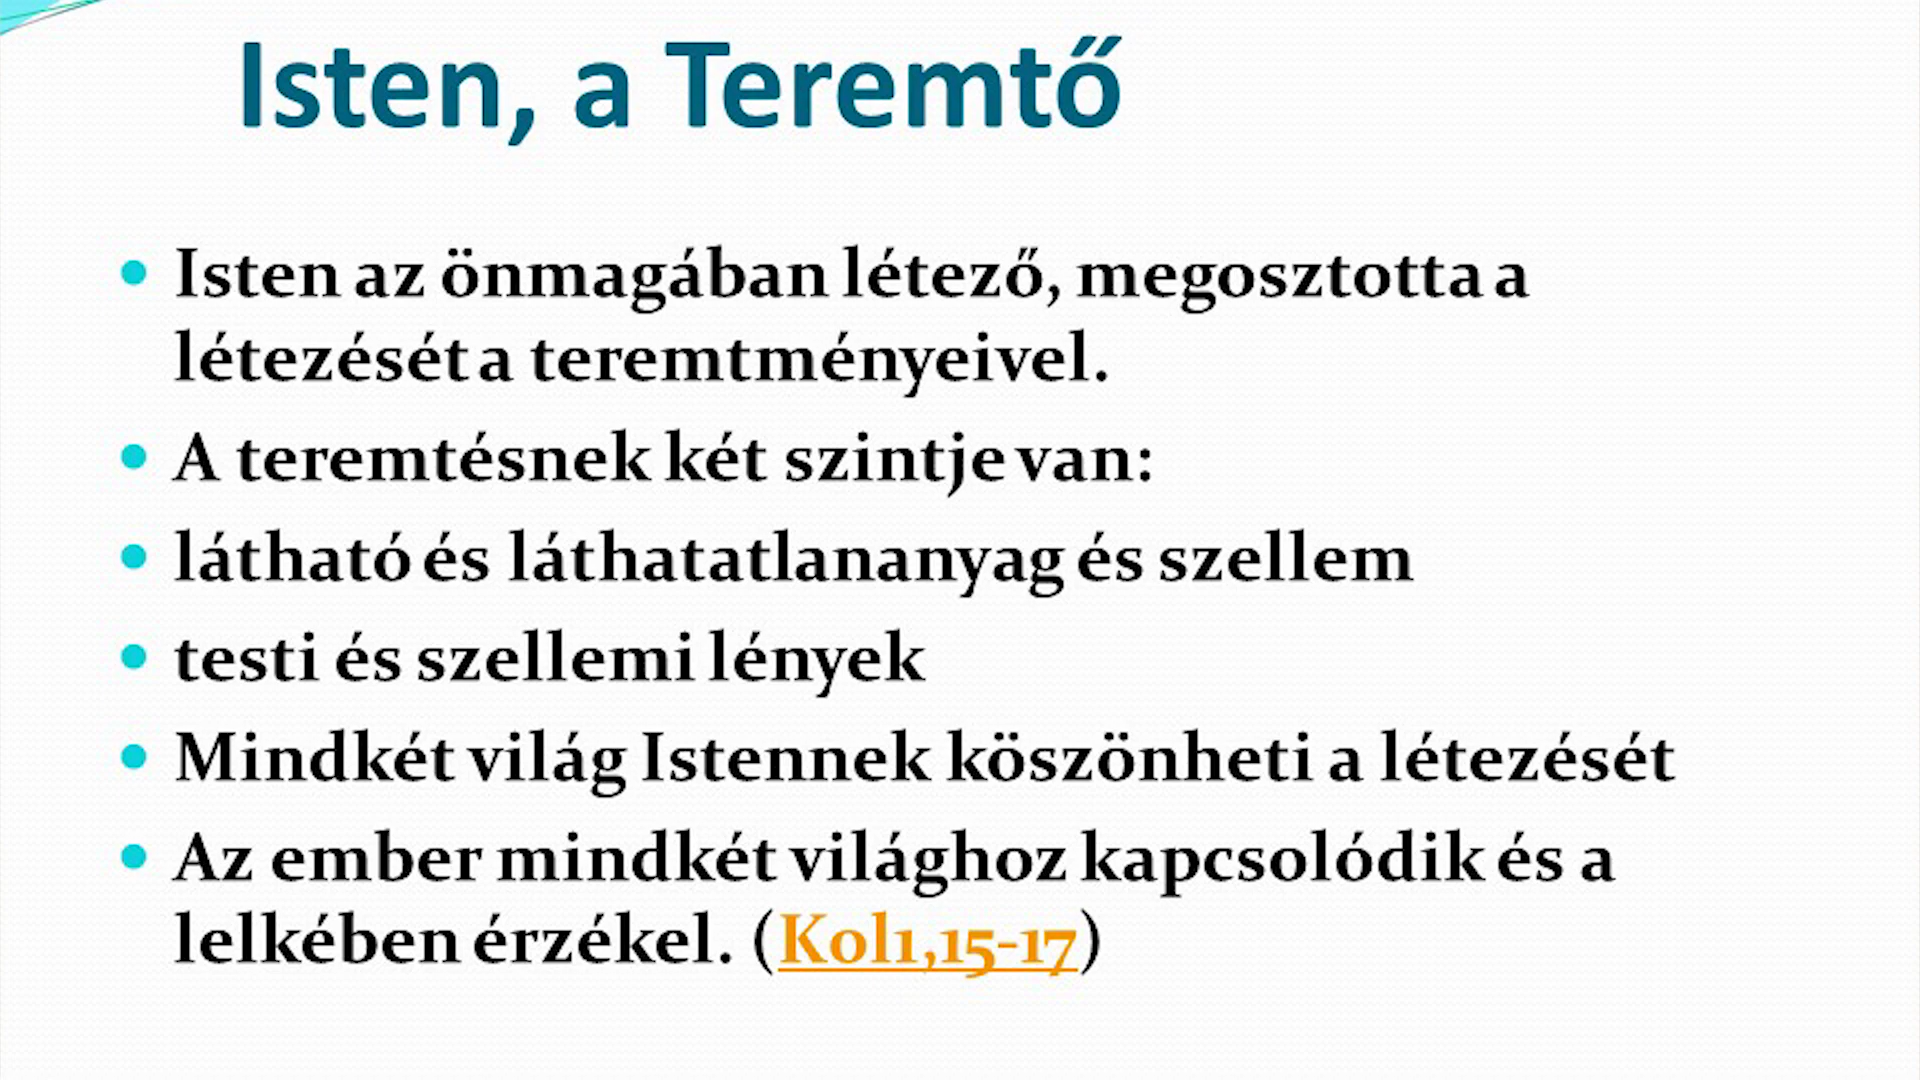 Isten, a Teremtő
• Isten az önmagában létező, megosztotta a
létezését a teremtményeivel.
• A teremtésnek két szintje van:
• látható és láthatatlananyag és szellem
• testi és szellemi lények
• Mindkét világ Istennek köszönheti a létezését
• Az ember mindkét világhoz kapcsolódik és a
lelkében érzékel. (Kol1,15-17)